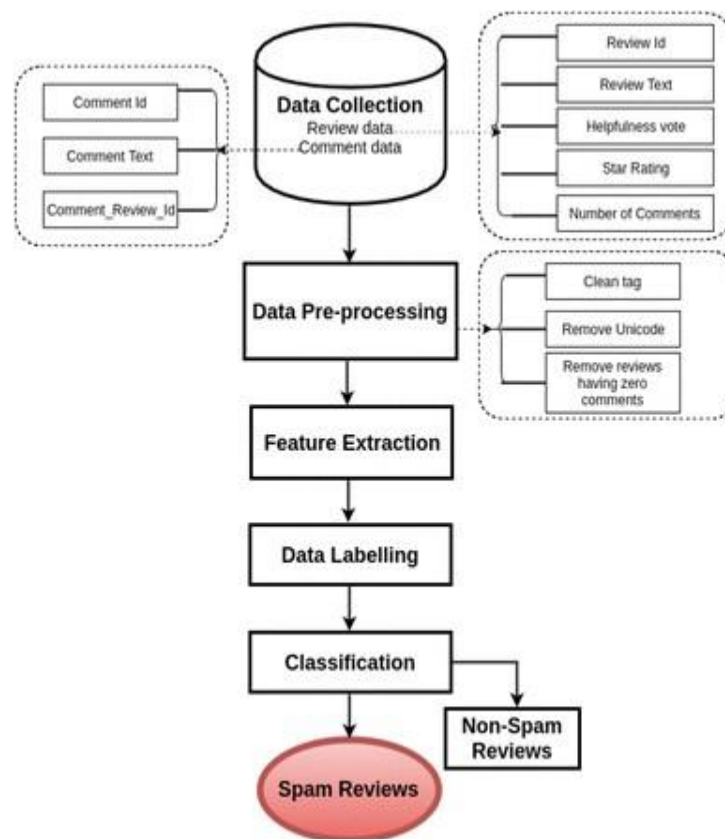 Data Collection
Review data
Comment data
Comment Id
Comment Text
Comment_Review_Id
Review Id
Review Text
Helpfulness vote
Star Rating
Number of Comments
Data Pre-processing
Clean tag
Remove Unicode
Remove reviews
having zero
comments
Feature Extraction
Data Labelling
Classification
Non-Spam
Reviews
Spam Reviews